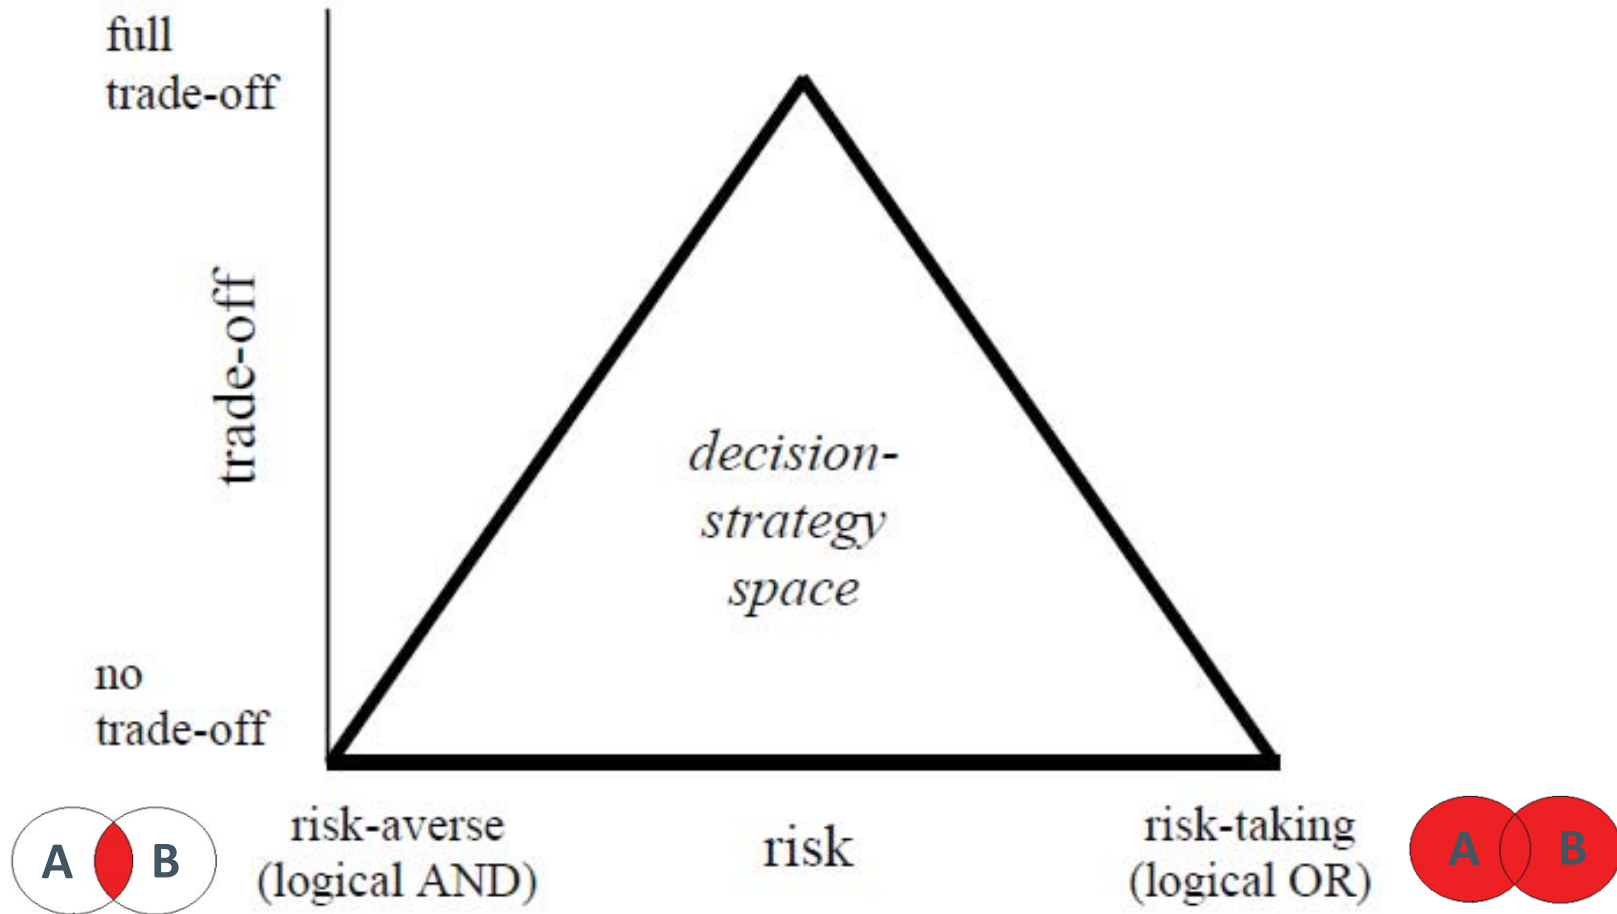 full
trade-off
trade-off
decision-
strategy
space
no
trade-off
A B
risk-averse
(logical AND)
risk
risk-taking
(logical OR)
A B